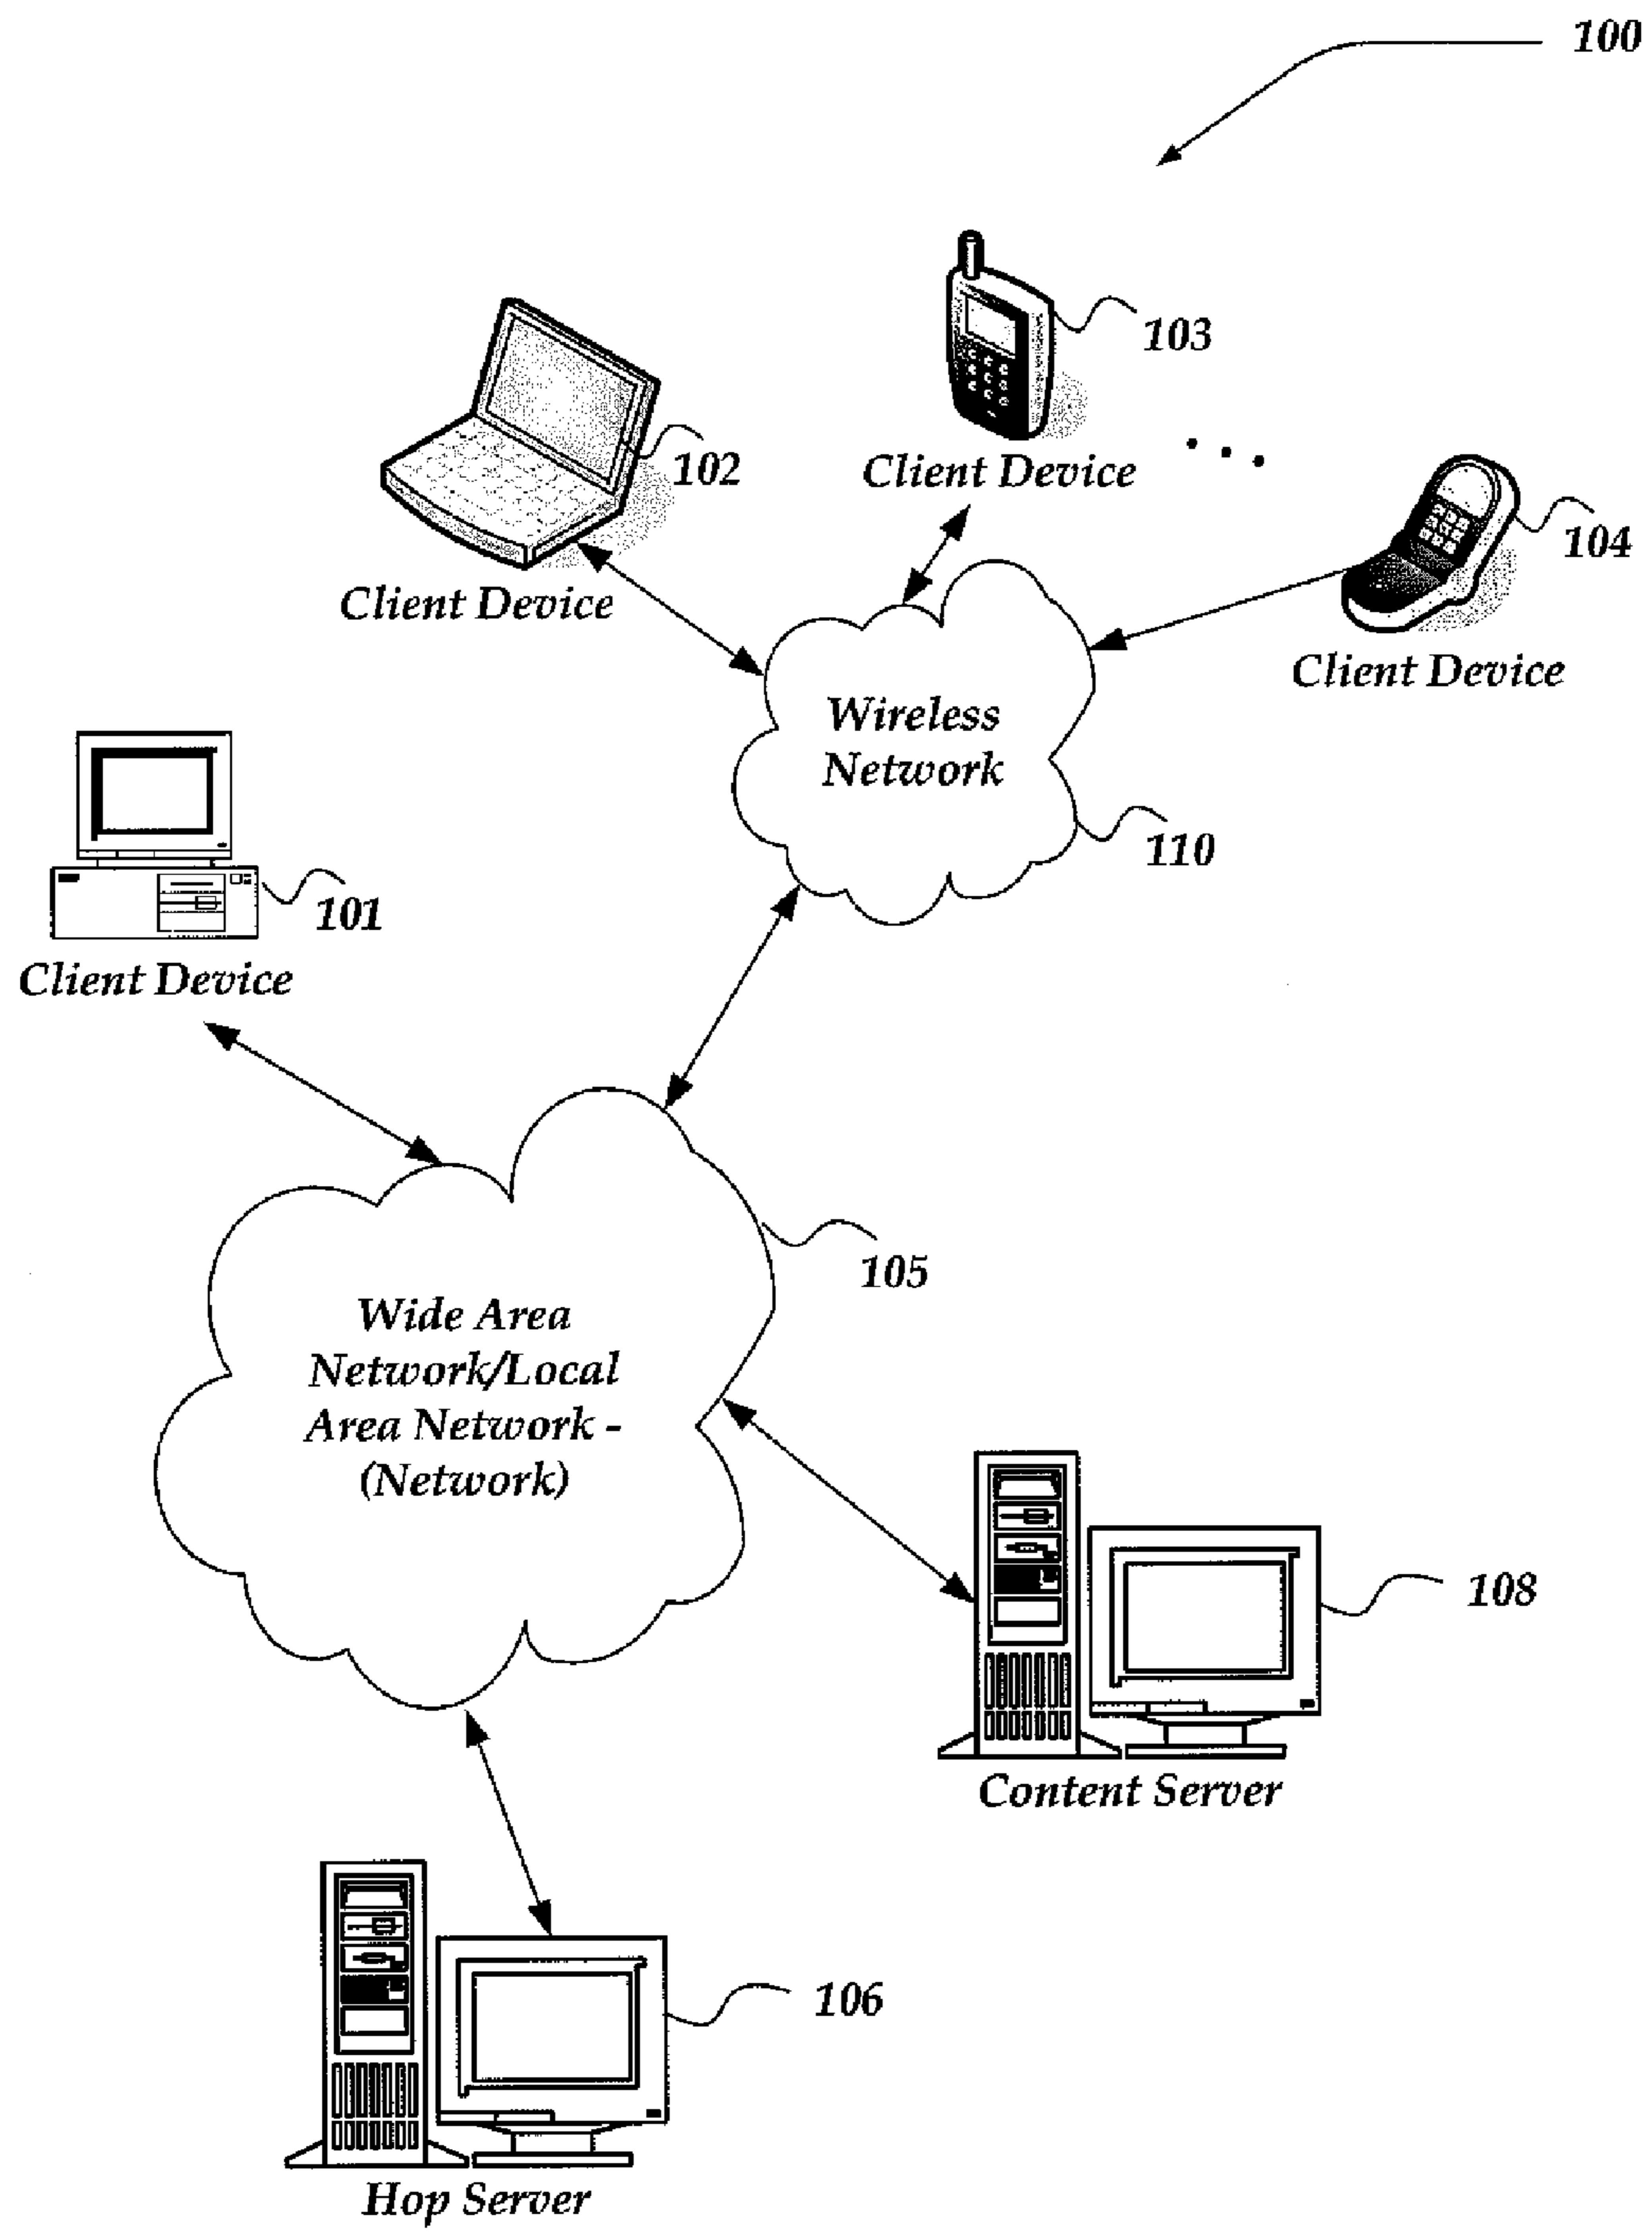 100
103
102
Client Device
104
Client Device
Client Device
Wireless
Network
110
101
Client Device
105
Wide Area
Network/Local
Area Network -
(Network)
108
Content Server
106
Hop Server